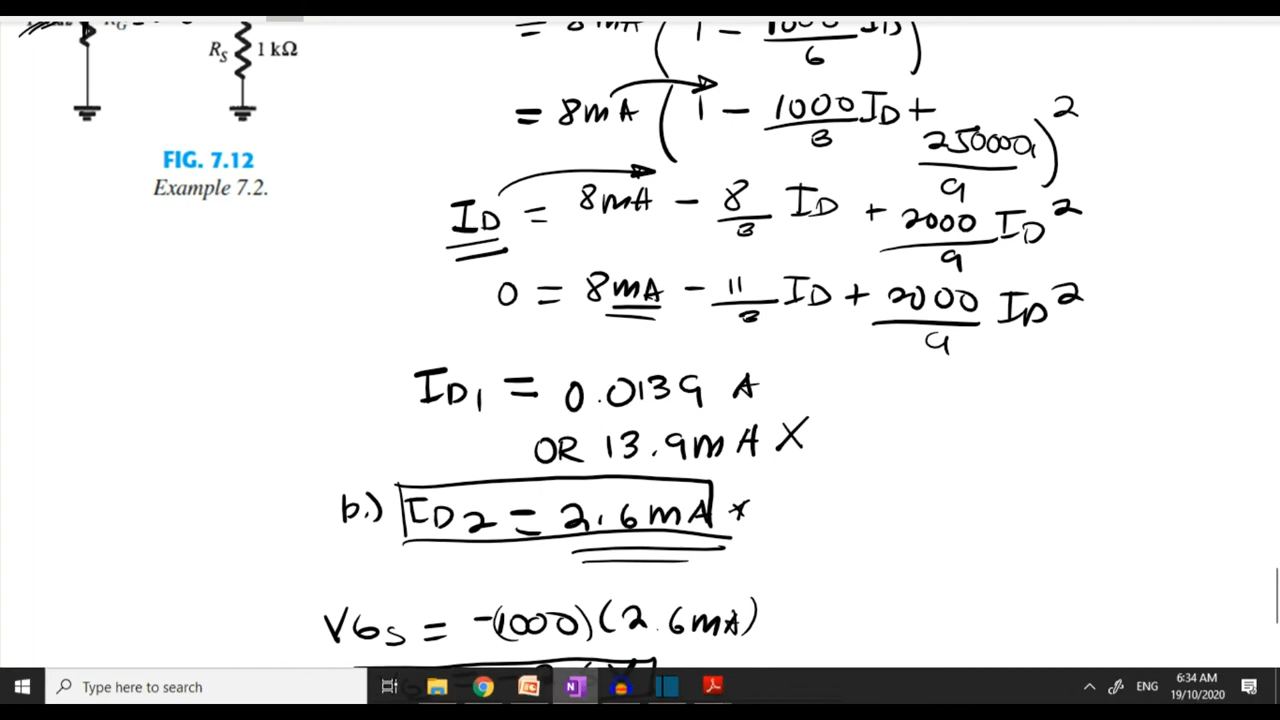 R_G
R_S 1 kΩ
FIG. 7.12
Example 7.2.
= 8mA (1 - 1000/6 ID)
= 8mA (1 - 1000/3 ID + 250000/9)²
ID = 8mA - 8/3 ID + 2000/9 ID²
0 = 8mA - 11/3 ID + 2000/9 ID²
ID1 = 0.0139 A
OR 13.9mA X
b.) ID2 = 2.6mA *
VGS = -(1000)(2.6mA)
Type here to search
ENG
6:34 AM
19/10/2020